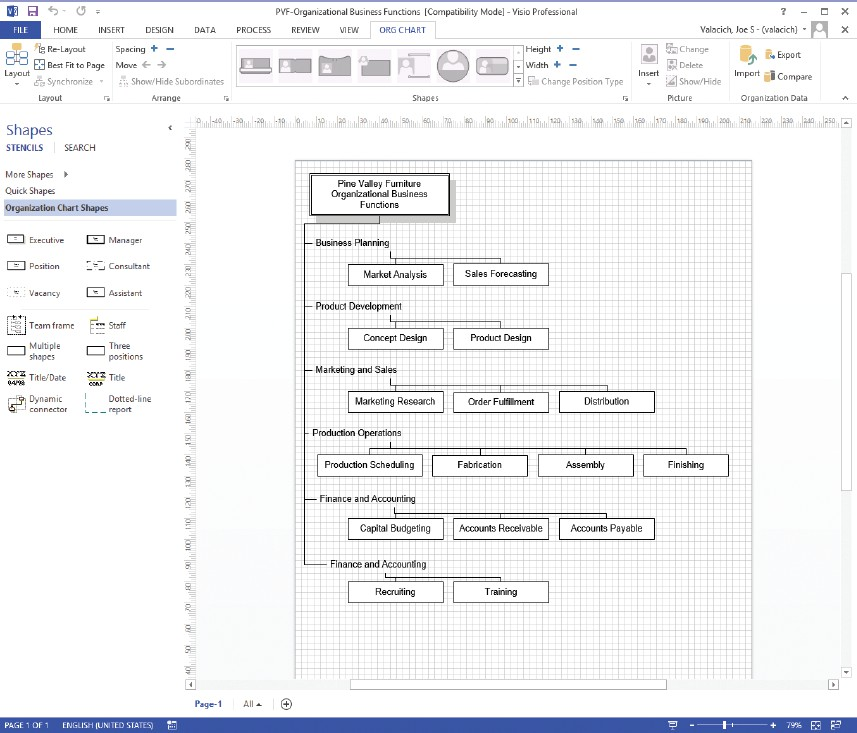 PVF-Organizational Business Functions [Compatibility Mode] - Visio Professional
FILE HOME INSERT DESIGN DATA PROCESS REVIEW VIEW ORG CHART Valacich, Joe S - (valacich)
Re-Layout Spacing Height Change Export
Best Fit to Page Move Width Delete
Layout Synchronize Show/Hide Subordinates Change Position Type Insert Show/Hide Import Compare
Layout Arrange Shapes Picture Organization Data
Shapes
STENCILS SEARCH
More Shapes
Quick Shapes
Organization Chart Shapes
Executive Manager
Position Consultant
Vacancy Assistant
Team frame Staff
Multiple shapes Three positions
Title/Date Title
Dynamic connector Dotted-line report
Pine Valley Furniture
Organizational Business
Functions
Business Planning
Market Analysis Sales Forecasting
Product Development
Concept Design Product Design
Marketing and Sales
Marketing Research Order Fulfillment Distribution
Production Operations
Production Scheduling Fabrication Assembly Finishing
Finance and Accounting
Capital Budgeting Accounts Receivable Accounts Payable
Finance and Accounting
Recruiting Training
Page-1 All
PAGE 1 OF 1 ENGLISH (UNITED STATES) 79%